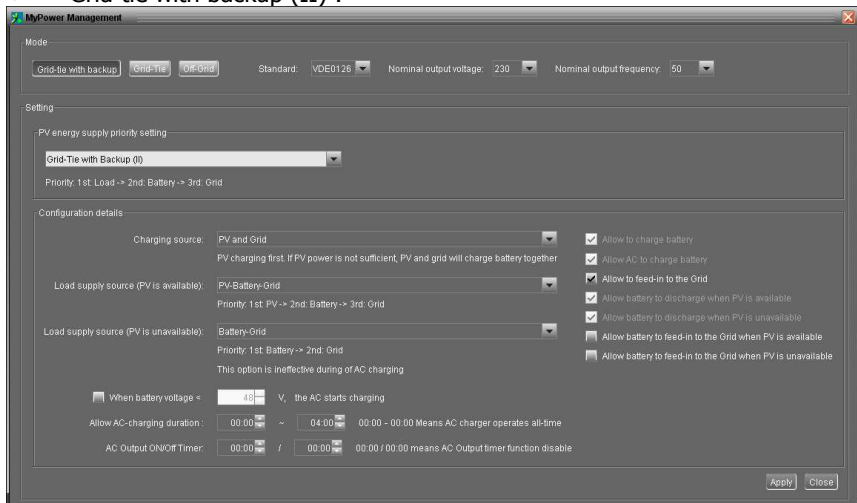 Grid-tie with backup (II) :
MyPower Management
Mode
Grid-tie with backup Grid-Tie Off-Grid Standard: VDE0126 Nominal output voltage: 230 Nominal output frequency: 50
Setting
PV energy supply priority setting
Grid-Tie with Backup (II)
Priority: 1st: Load -> 2nd: Battery -> 3rd: Grid
Configuration details
Charging source: PV and Grid
PV charging first. If PV power is not sufficient, PV and grid will charge battery together
Load supply source (PV is available): PV-Battery-Grid
Priority: 1st: PV -> 2nd: Battery -> 3rd: Grid
Load supply source (PV is unavailable): Battery-Grid
Priority: 1st: Battery -> 2nd: Grid
This option is ineffective during of AC charging
Allow to charge battery
Allow AC to charge battery
Allow to feed-in to the Grid
Allow battery to discharge when PV is available
Allow battery to discharge when PV is unavailable
Allow battery to feed-in to the Grid when PV is available
Allow battery to feed-in to the Grid when PV is unavailable
When battery voltage < 48 V, the AC starts charging
Allow AC-charging duration : 00:00 ~ 04:00 00:00 - 00:00 Means AC charger operates all-time
AC Output ON/Off Timer: 00:00 / 00:00 00:00 / 00:00 means AC Output timer function disable
Apply Close